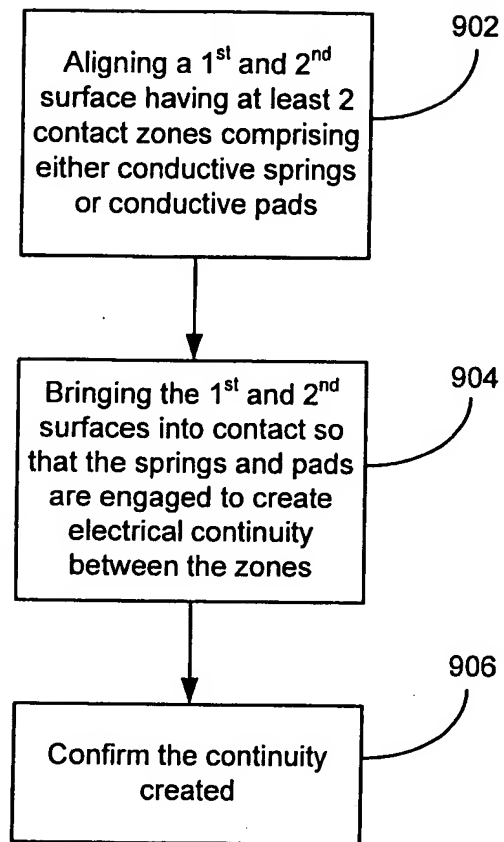 902
Aligning a 1st and 2nd
surface having at least 2
contact zones comprising
either conductive springs
or conductive pads
904
Bringing the 1st and 2nd
surfaces into contact so
that the springs and pads
are engaged to create
electrical continuity
between the zones
906
Confirm the continuity
created